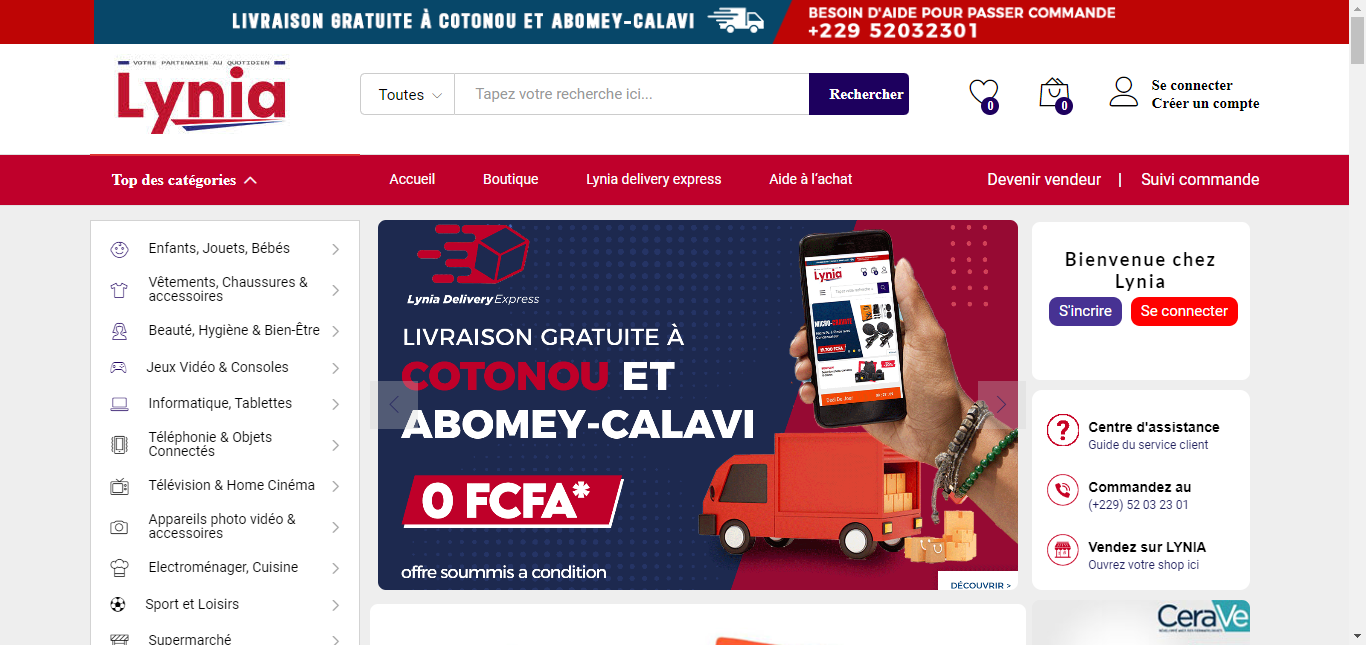 LIVRAISON GRATUITE À COTONOU ET ABOMEY-CALAVI
BESOIN D'AIDE POUR PASSER COMMANDE
+229 52032301
VOTRE PARTENAIRE AU QUOTIDIEN
Lynia
Toutes
Tapez votre recherche ici...
Rechercher
0
0
Se connecter
Créer un compte
Top des catégories
Accueil
Boutique
Lynia delivery express
Aide à l'achat
Devenir vendeur | Suivi commande
Enfants, Jouets, Bébés
Vêtements, Chaussures &
accessoires
Beauté, Hygiène & Bien-Être
Jeux Vidéo & Consoles
Informatique, Tablettes
Téléphonie & Objets
Connectés
Télévision & Home Cinéma
Appareils photo vidéo &
accessoires
Electroménager, Cuisine
Sport et Loisirs
Supermarché
Lynia Delivery Express
LIVRAISON GRATUITE À
COTONOU ET
ABOMEY-CALAVI
0 FCFA*
offre soummis a condition
DÉCOUVRIR >
Lynia
MICRO-CRAVATE
Bienvenue chez
Lynia
S'incrire
Se connecter
Centre d'assistance
Guide du service client
Commandez au
(+229) 52 03 23 01
Vendez sur LYNIA
Ouvrez votre shop ici
CeraVe